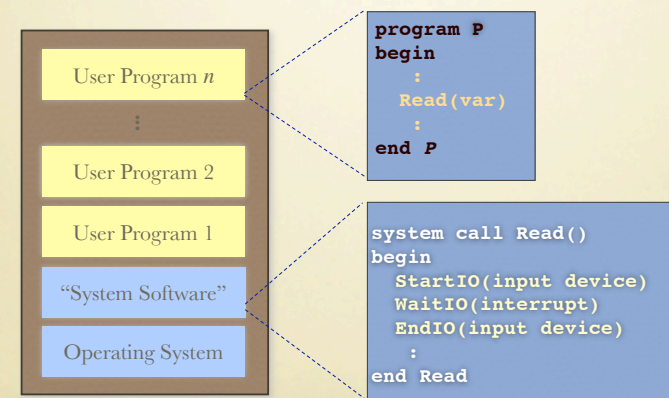 User Program n
⋮
User Program 2
User Program 1
“System Software”
Operating System
program P
begin
:
Read(var)
:
end P
system call Read()
begin
StartIO(input device)
WaitIO(interrupt)
EndIO(input device)
:
end Read